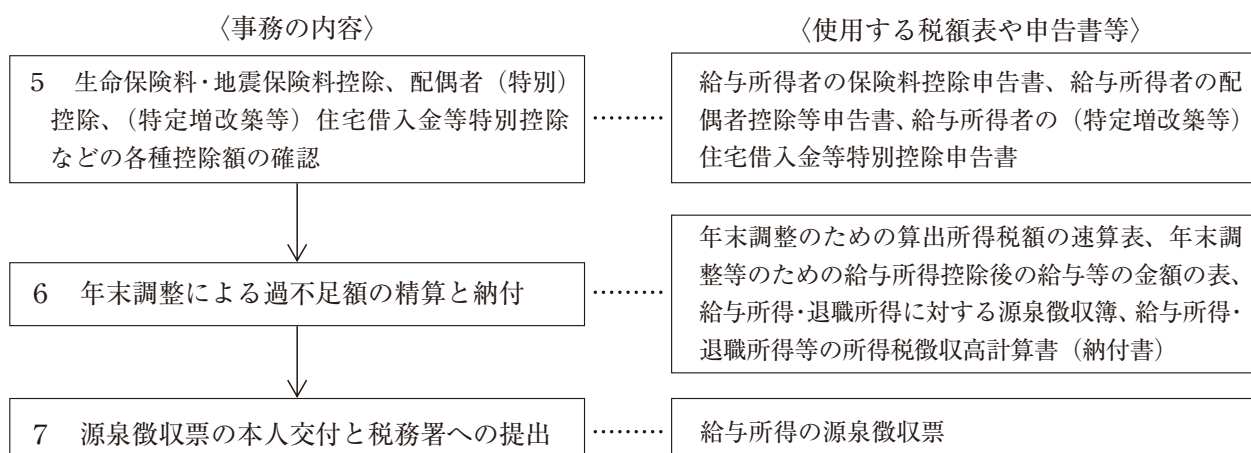 〈事務の内容〉
〈使用する税額表や申告書等〉
5 生命保険料・地震保険料控除、配偶者（特別）
控除、（特定増改築等）住宅借入金等特別控除
などの各種控除額の確認
………
給与所得者の保険料控除申告書、給与所得者の配
偶者控除等申告書、給与所得者の（特定増改築等）
住宅借入金等特別控除申告書
6 年末調整による過不足額の精算と納付
………
年末調整のための算出所得税額の速算表、年末調
整等のための給与所得控除後の給与等の金額の表、
給与所得・退職所得に対する源泉徴収簿、給与所得・
退職所得等の所得税徴収高計算書（納付書）
7 源泉徴収票の本人交付と税務署への提出
………
給与所得の源泉徴収票